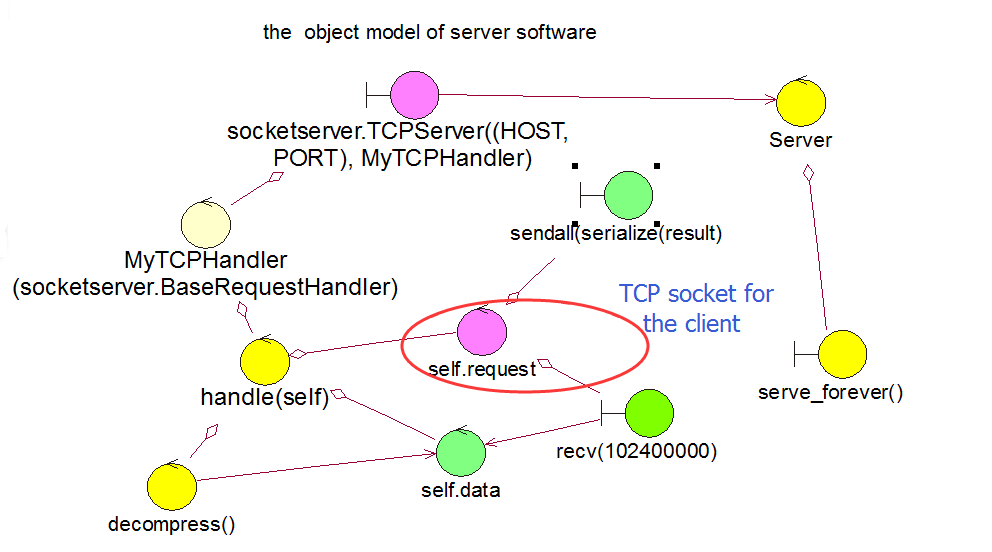 the object model of server software
socketserver.TCPServer((HOST,
PORT), MyTCPHandler)
Server
sendall(serialize(result)
MyTCPHandler
(socketserver.BaseRequestHandler)
TCP socket for
the client
self.request
handle(self)
serve_forever()
recv(102400000)
self.data
decompress()